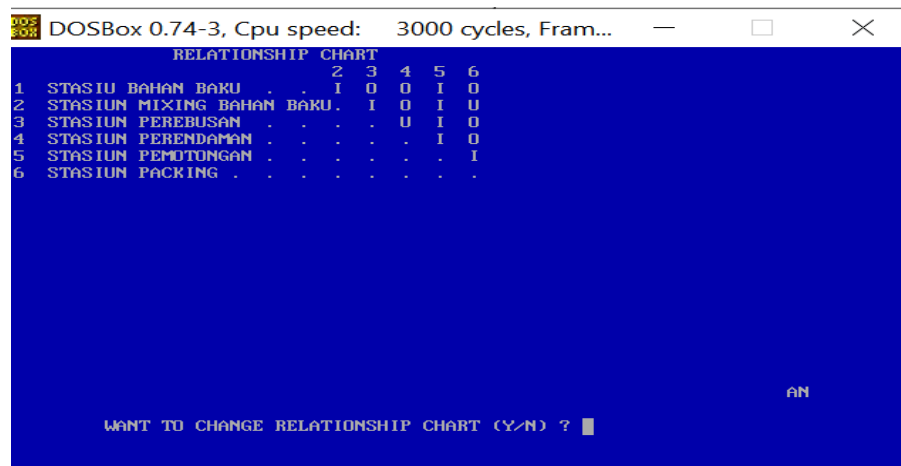 DOSBox 0.74-3, Cpu speed: 3000 cycles, Fram...
RELATIONSHIP CHART
2 3 4 5 6
1 STASIU BAHAN BAKU . . I O O I O
2 STASIUN MIXING BAHAN BAKU. I O I U
3 STASIUN PEREBUSAN . . . . U I O
4 STASIUN PERENDAMAN . . . . . I O
5 STASIUN PEMOTONGAN . . . . . . I
6 STASIUN PACKING . . . . . . . .
AN
WANT TO CHANGE RELATIONSHIP CHART (Y/N) ?